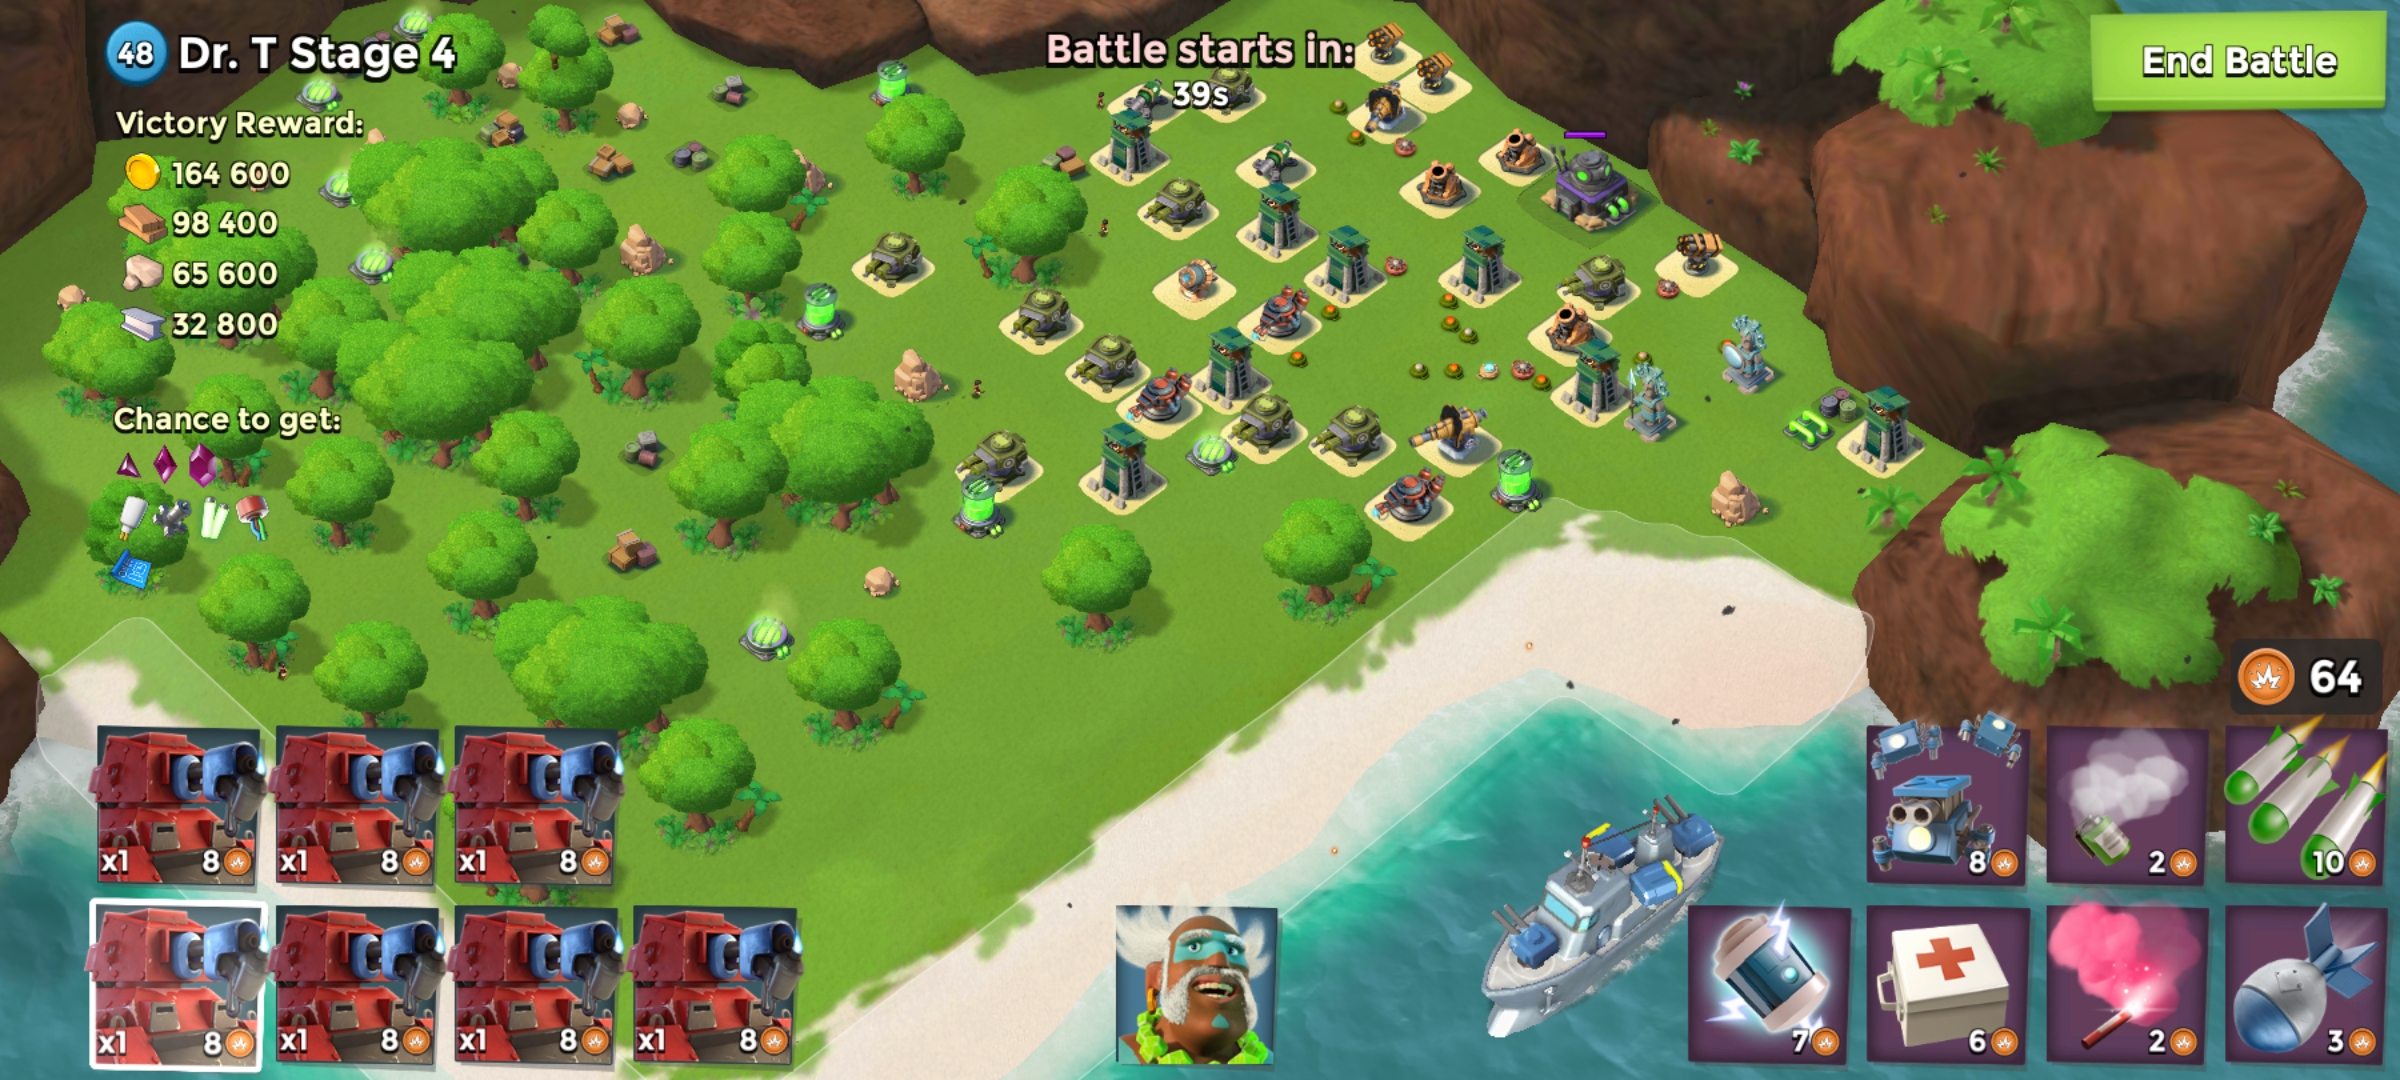 48 Dr. T Stage 4
Victory Reward:
164 600
98 400
65 600
32 800
Chance to get:
Battle starts in:
39s
End Battle
64
x1 8
x1 8
x1 8
8
2
10
x1 8
x1 8
x1 8
x1 8
7
6
2
3